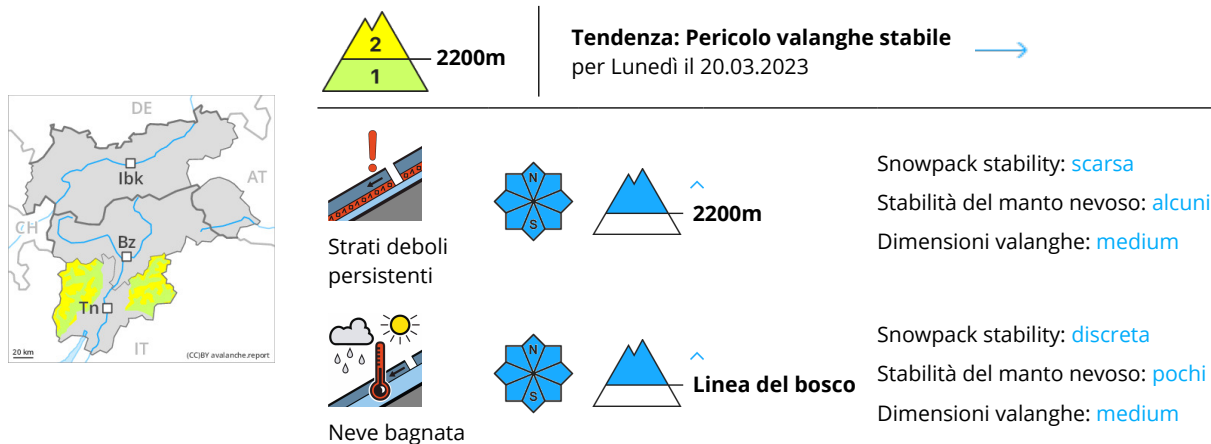 2
1
2200m
Tendenza: Pericolo valanghe stabile
per Lunedì il 20.03.2023
DE
Ibk
AT
CH
Bz
Tn
IT
20 km
(CC)BY avalanche.report
Strati deboli
persistenti
N
S
2200m
Snowpack stability: scarsa
Stabilità del manto nevoso: alcuni
Dimensioni valanghe: medium
Neve bagnata
N
S
Linea del bosco
Snowpack stability: discreta
Stabilità del manto nevoso: pochi
Dimensioni valanghe: medium